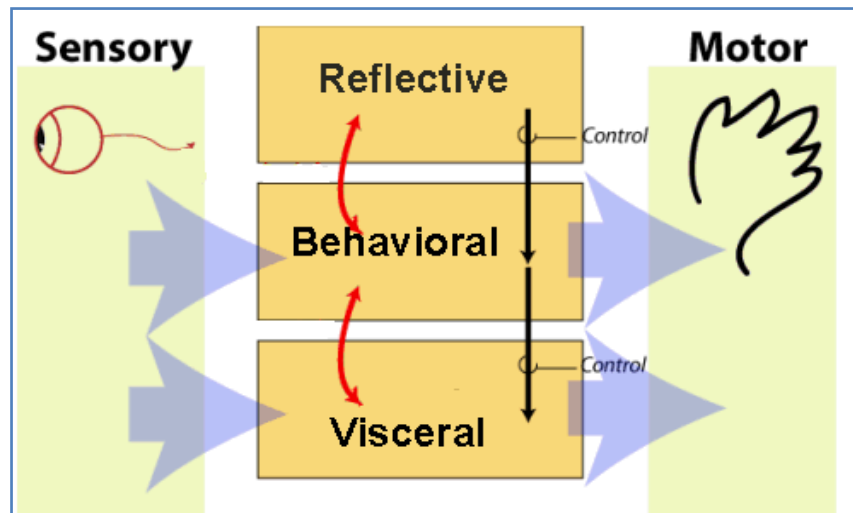 Sensory
Motor
Reflective
Control
Behavioral
Control
Visceral